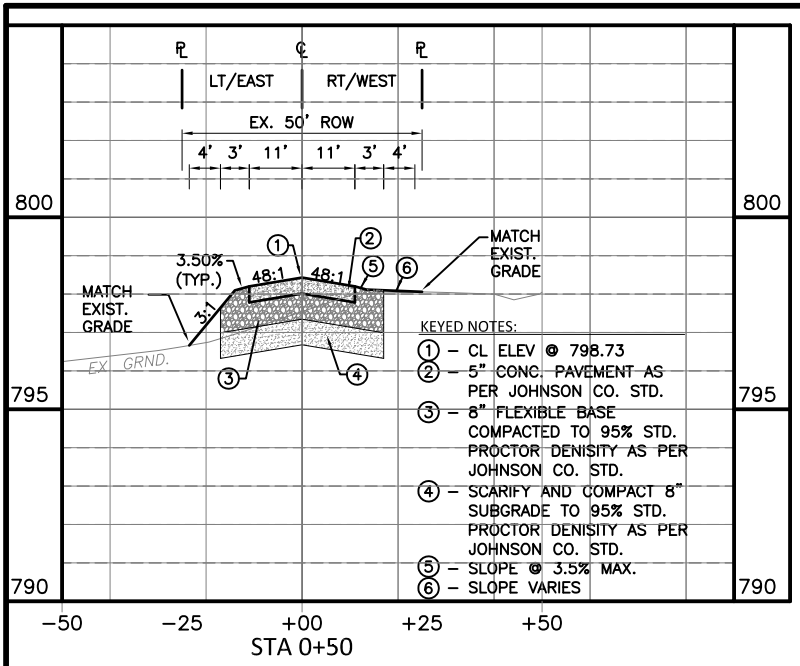 ℄
P̲L̲ P̲L̲
LT/EAST RT/WEST
EX. 50' ROW
4' 3' 11' 11' 3' 4'
800 800
3.50%
(TYP.)
1
2
48:1 48:1
5
6
MATCH
EXIST.
GRADE
MATCH
EXIST.
GRADE
3:1
EX GRND.
3
4
KEYED NOTES:
1 – CL ELEV @ 798.73
2 – 5" CONC. PAVEMENT AS
PER JOHNSON CO. STD.
3 – 8" FLEXIBLE BASE
COMPACTED TO 95% STD.
PROCTOR DENISITY AS PER
JOHNSON CO. STD.
4 – SCARIFY AND COMPACT 8"
SUBGRADE TO 95% STD.
PROCTOR DENISITY AS PER
JOHNSON CO. STD.
5 – SLOPE @ 3.5% MAX.
6 – SLOPE VARIES
795 795
790 790
−50 −25 +00 +25 +50
STA 0+50